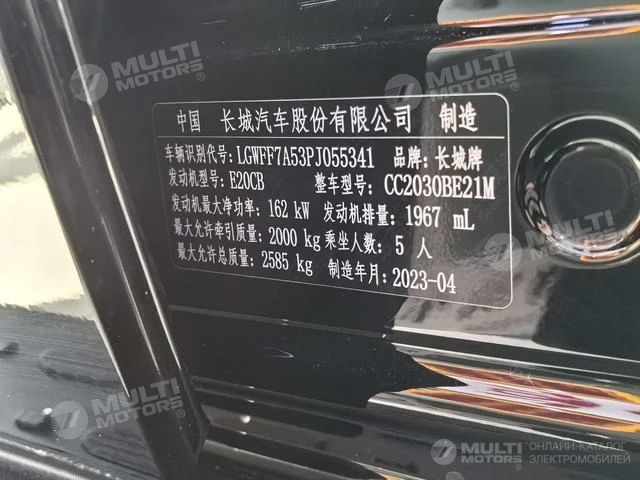 中国 长城汽车股份有限公司 制造
车辆识别代号: LGWFF7A53PJ055341 品牌: 长城牌
发动机型号: E20CB 整车型号: CC2030BE21M
发动机最大净功率: 162 kW 发动机排量: 1967 mL
最大允许牵引质量: 2000 kg 乘坐人数: 5 人
最大允许总质量: 2585 kg 制造年月: 2023-04
MULTI MOTORS
MULTI MOTORS
MULTI MOTORS
MULTI MOTORS
MULTI MOTORS
ОНЛАЙН-КАТАЛОГ
ЭЛЕКТРОМОБИЛЕЙ